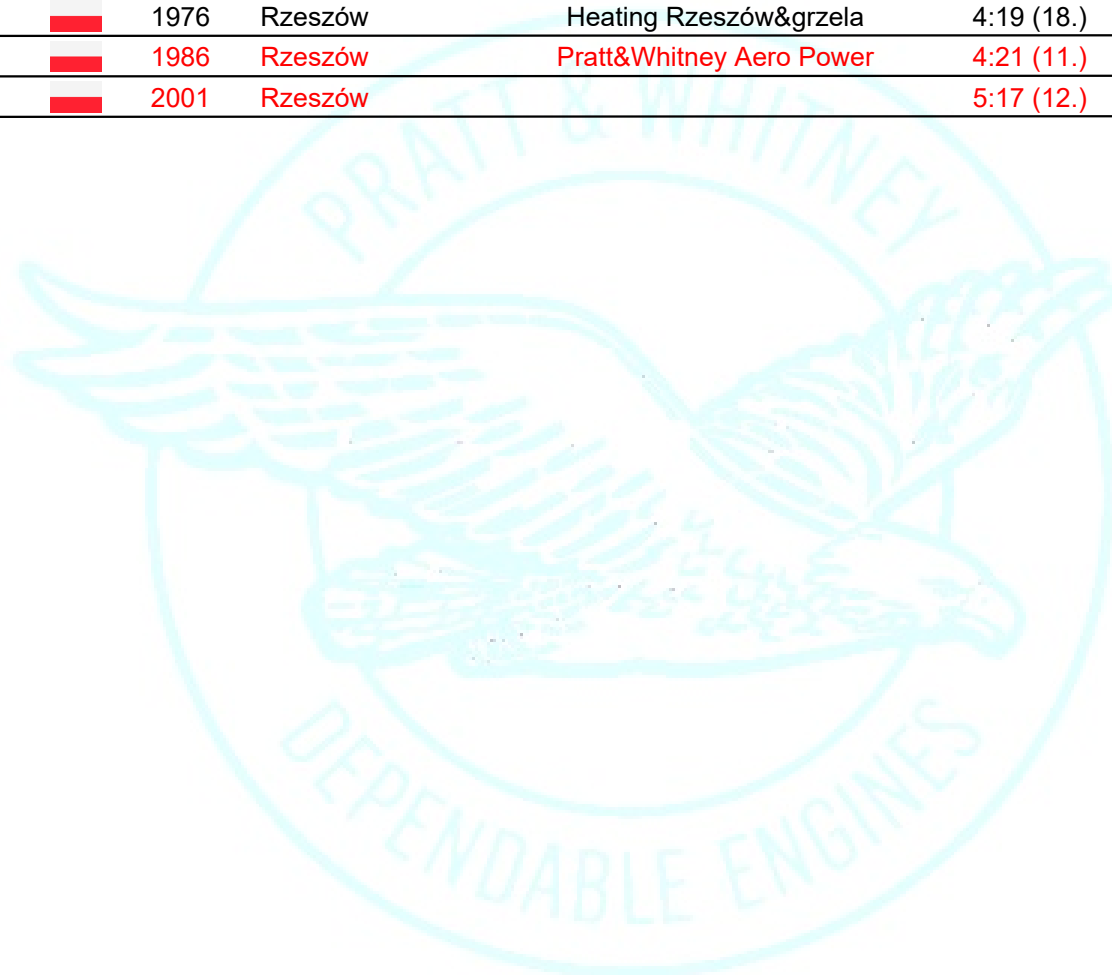 1976 Rzeszów Heating Rzeszów&grzela 4:19 (18.)
1986 Rzeszów Pratt&Whitney Aero Power 4:21 (11.)
2001 Rzeszów 5:17 (12.)
PRATT & WHITNEY
DEPENDABLE ENGINES